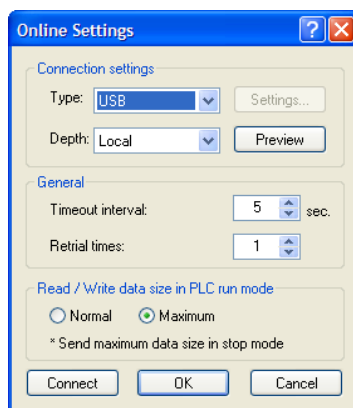 Online Settings
Connection settings
Type: USB Settings...
Depth: Local Preview
General
Timeout interval: 5 sec.
Retrial times: 1
Read / Write data size in PLC run mode
Normal Maximum
* Send maximum data size in stop mode
Connect OK Cancel